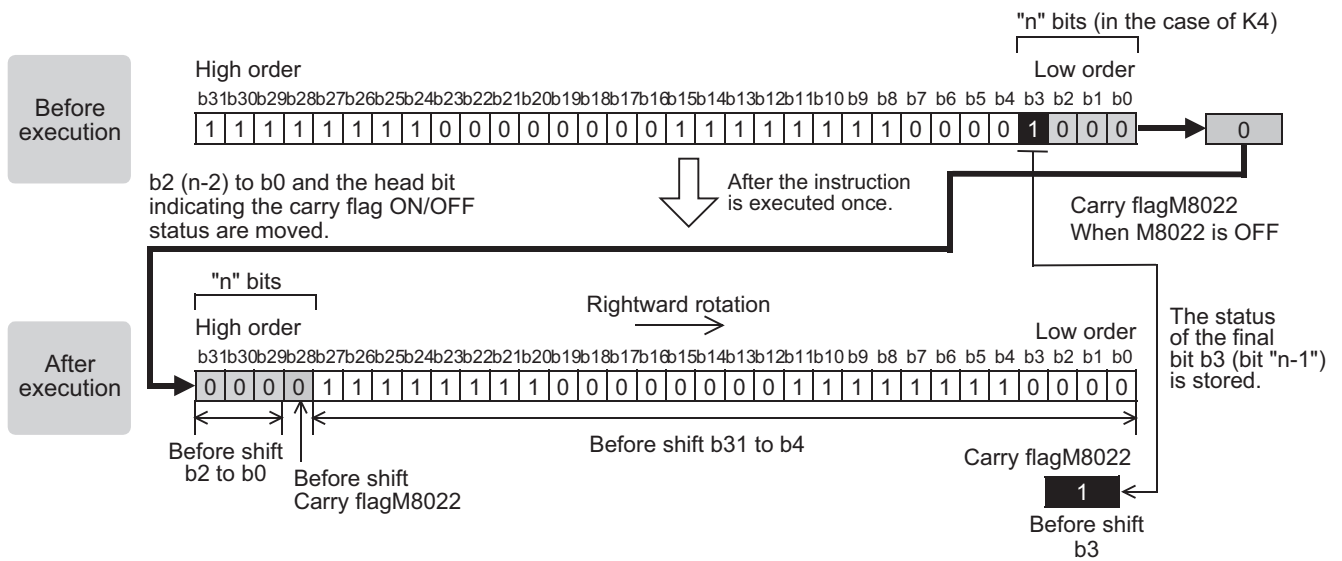 "n" bits (in the case of K4)
Before
execution
High order
Low order
b31b30b29b28b27b26b25b24b23b22b21b20b19b18b17b16b15b14b13b12b11b10 b9 b8 b7 b6 b5 b4 b3 b2 b1 b0
1 1 1 1 1 1 1 1 0 0 0 0 0 0 0 0 1 1 1 1 1 1 1 1 0 0 0 0 1 0 0 0
0
b2 (n-2) to b0 and the head bit
indicating the carry flag ON/OFF
status are moved.
After the instruction
is executed once.
Carry flagM8022
When M8022 is OFF
"n" bits
Rightward rotation
After
execution
High order
Low order
b31b30b29b28b27b26b25b24b23b22b21b20b19b18b17b16b15b14b13b12b11b10 b9 b8 b7 b6 b5 b4 b3 b2 b1 b0
0 0 0 0 1 1 1 1 1 1 1 1 0 0 0 0 0 0 0 0 1 1 1 1 1 1 1 1 0 0 0 0
The status
of the final
bit b3 (bit "n-1")
is stored.
Before shift
b2 to b0
Before shift
Carry flagM8022
Before shift b31 to b4
Carry flagM8022
1
Before shift
b3